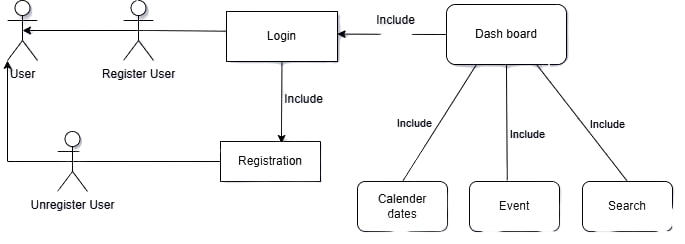 Include
Dash board
Login
User
Register User
Include
Include
Include
Include
Registration
Unregister User
Calender
dates
Event
Search